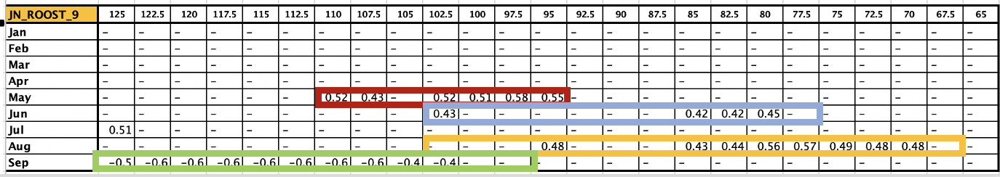 JN_ROOST_9 125 122.5 120 117.5 115 112.5 110 107.5 105 102.5 100 97.5 95 92.5 90 87.5 85 82.5 80 77.5 75 72.5 70 67.5 65
Jan – – – – – – – – – – – – – – – – – – – – – – – – –
Feb – – – – – – – – – – – – – – – – – – – – – – – – –
Mar – – – – – – – – – – – – – – – – – – – – – – – – –
Apr – – – – – – – – – – – – – – – – – – – – – – – – –
May – – – – – – 0.52 0.43 – 0.52 0.51 0.58 0.55 – – – – – – – – – – – –
Jun – – – – – – – – – 0.43 – – – – – – 0.42 0.42 0.45 – – – – – –
Jul 0.51 – – – – – – – – – – – – – – – – – – – – – – – –
Aug – – – – – – – – – – – – 0.48 – – – 0.43 0.44 0.56 0.57 0.49 0.48 0.48 – –
Sep –0.5 –0.6 –0.6 –0.6 –0.6 –0.6 –0.6 –0.6 –0.4 –0.4 – – – – – – – – – – – – – – –